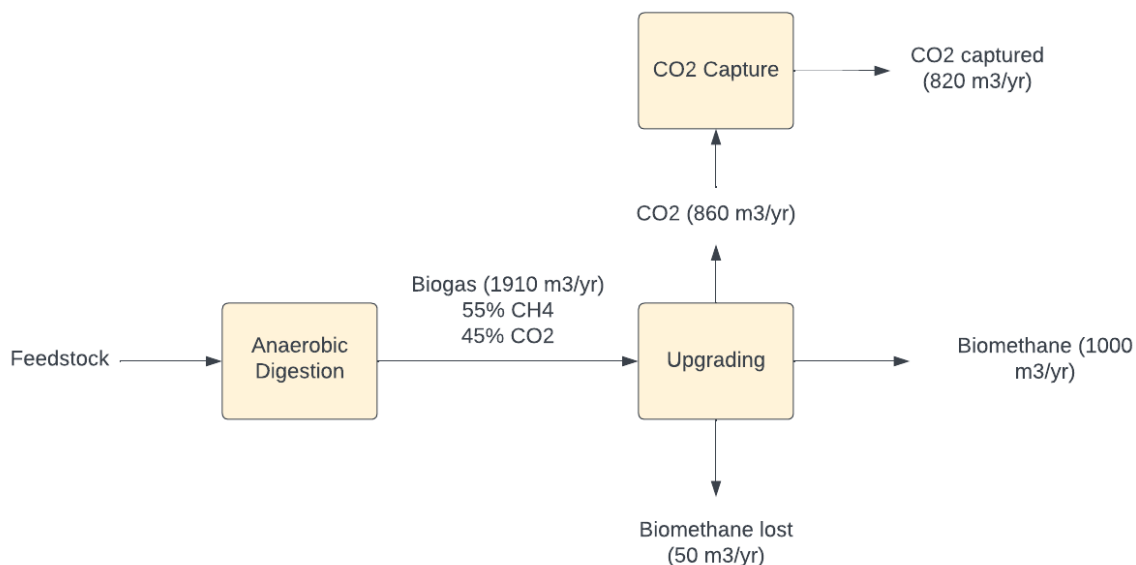 Feedstock
Anaerobic
Digestion
Biogas (1910 m3/yr)
55% CH4
45% CO2
Upgrading
CO2 (860 m3/yr)
CO2 Capture
CO2 captured
(820 m3/yr)
Biomethane (1000
m3/yr)
Biomethane lost
(50 m3/yr)